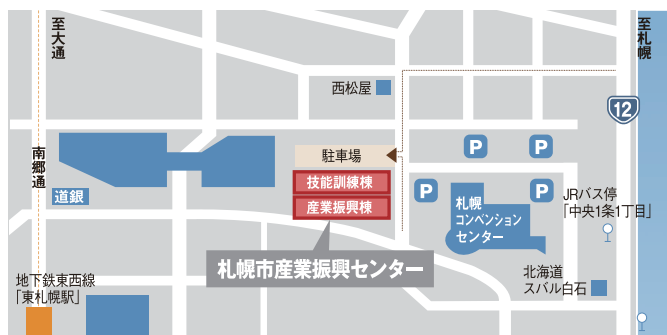 至大通
至札幌
西松屋
12
南郷通
駐車場
P
P
技能訓練棟
P
P
道銀
産業振興棟
札幌
コンベンション
センター
JRバス停
「中央1条1丁目」
札幌市産業振興センター
地下鉄東西線
「東札幌駅」
北海道
スバル白石